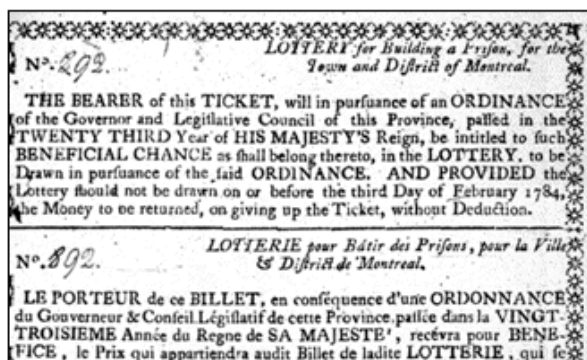 LOTTERY for Building a Priſon, for the
Nº. 292. Town and Diſtrict of Montreal.
THE BEARER of this TICKET, will in purſuance of an ORDINANCE
of the Governor and Legiſlative Council of this Province, paſſed in the
TWENTY THIRD Year of HIS MAJESTY'S Reign, be intitled to ſuch
BENEFICIAL CHANCE as ſhall belong thereto, in the LOTTERY, to be
Drawn in purſuance of the ſaid ORDINANCE. AND PROVIDED the
Lottery ſhould not be drawn on or before the third Day of February 1784,
the Money to be returned, on giving up the Ticket, without Deduction.
LOTTERIE pour Bâtir des Priſons, pour la Ville
Nº. 892. & Diſtrict de Montreal.
LE PORTEUR de ce BILLET, en conſéquence d'une ORDONNANCE
du Gouverneur & Conſeil Légiſlatif de cette Province, paſſée dans la VINGT-
TROISIEME Année du Regne de SA MAJESTE', recévra pour BENE-
FICE, le Prix qui appartiendra audit Billet de ladite LOTTERIE, qui ſe